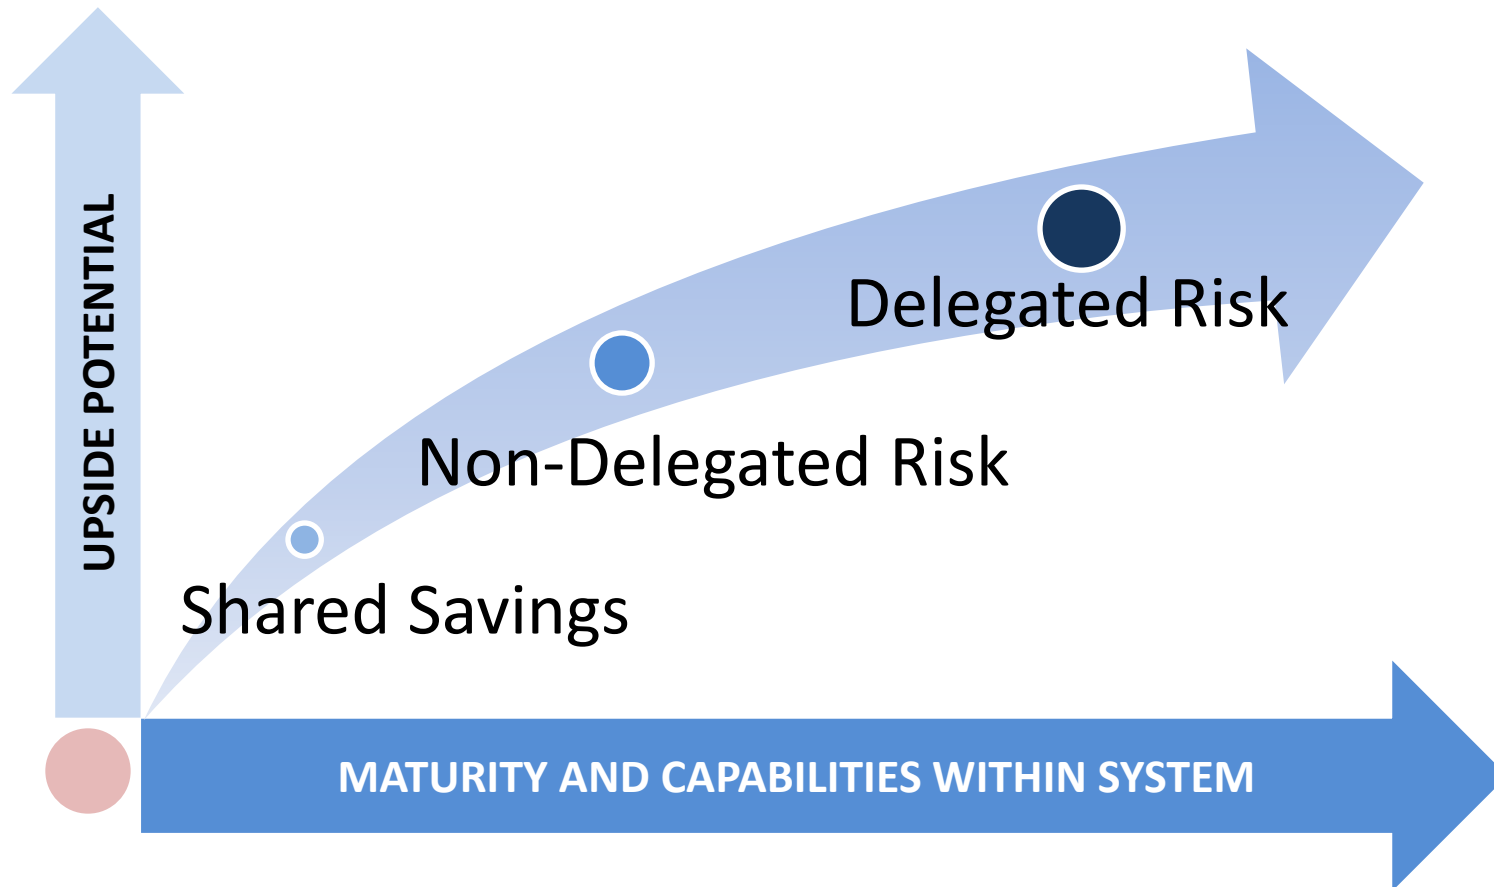 UPSIDE POTENTIAL
Delegated Risk
Non-Delegated Risk
Shared Savings
MATURITY AND CAPABILITIES WITHIN SYSTEM